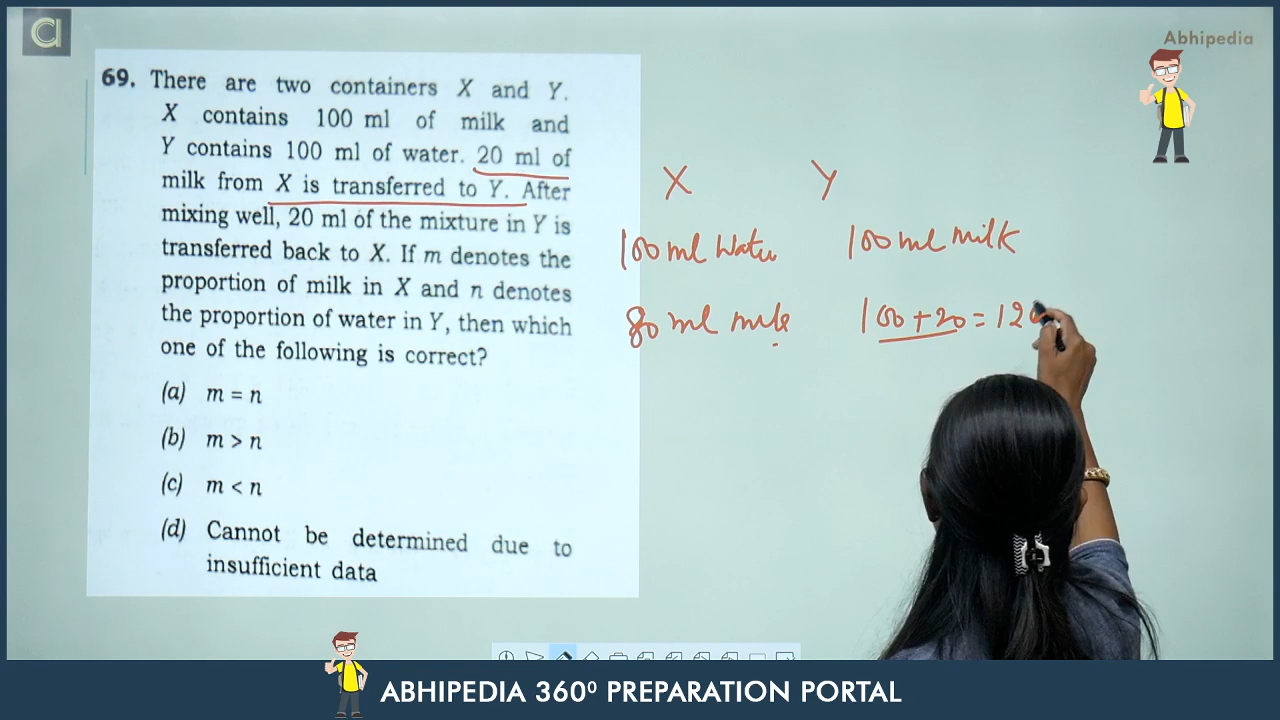 Abhipedia
69. There are two containers X and Y.
X contains 100 ml of milk and
Y contains 100 ml of water. 20 ml of
milk from X is transferred to Y. After
mixing well, 20 ml of the mixture in Y is
transferred back to X. If m denotes the
proportion of milk in X and n denotes
the proportion of water in Y, then which
one of the following is correct?
(a) m = n
(b) m > n
(c) m < n
(d) Cannot be determined due to
insufficient data
X Y
100 ml Water 100 ml Milk
80 ml milk 100+20 = 120
ABHIPEDIA 360⁰ PREPARATION PORTAL